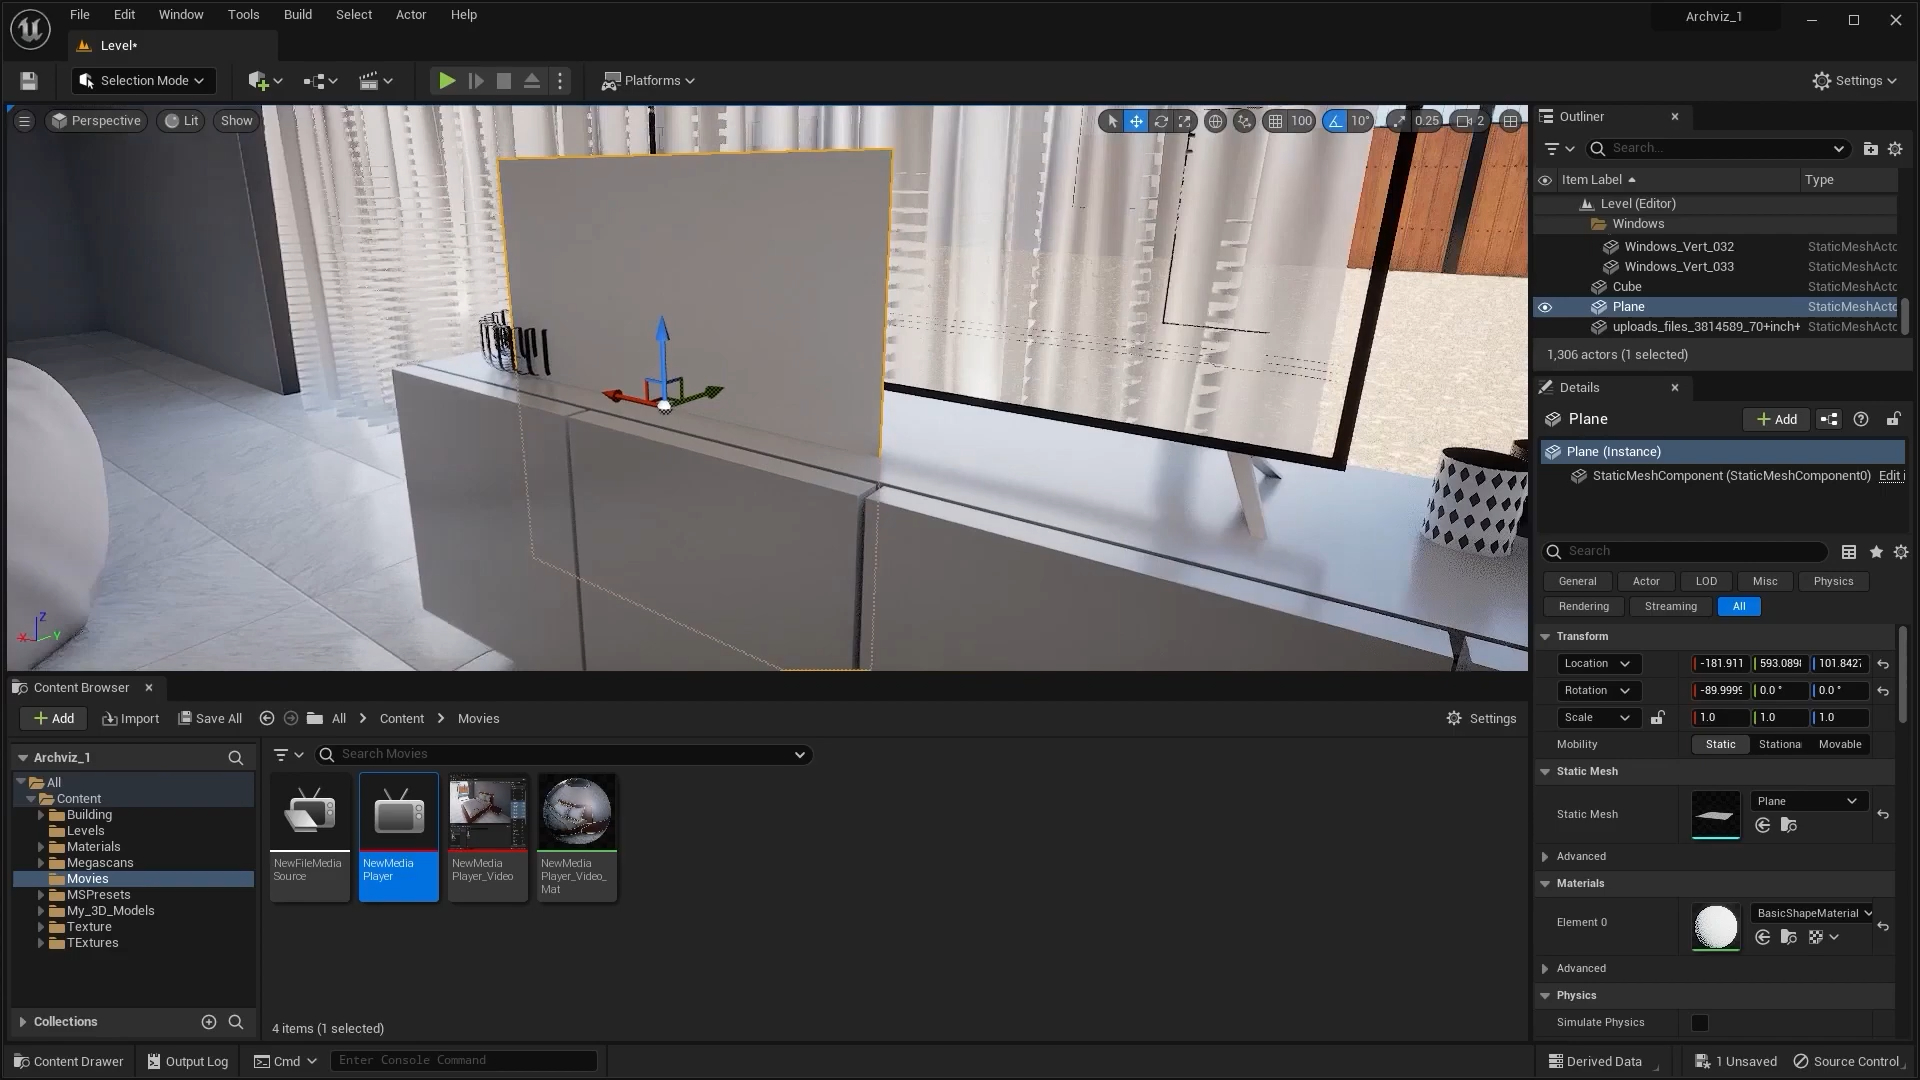 File Edit Window Tools Build Select Actor Help
Archviz_1
Level*
Selection Mode
Platforms
Settings
Perspective
Lit
Show
100
10°
0.25
2
Outliner
Search...
Item Label
Type
Level (Editor)
Windows
Windows_Vert_032 StaticMeshActo
Windows_Vert_033 StaticMeshActo
Cube StaticMeshActo
Plane StaticMeshActo
uploads_files_3814589_70+inch+ StaticMeshActo
1,306 actors (1 selected)
Details
Plane
Add
Plane (Instance)
StaticMeshComponent (StaticMeshComponent0) Edit i
Search
General Actor LOD Misc Physics
Rendering Streaming All
Transform
Location -181.911 593.089 101.842
Rotation -89.999 0.0 ° 0.0 °
Scale 1.0 1.0 1.0
Mobility Static Stationa Movable
Static Mesh
Static Mesh
Plane
Advanced
Materials
Element 0
BasicShapeMaterial
Advanced
Physics
Simulate Physics
Z
X
Y
Content Browser
Add Import Save All All Content Movies Settings
Archviz_1
Search Movies
All
Content
Building
Levels
Materials
Megascans
Movies
MSPresets
My_3D_Models
Texture
TExtures
NewFileMedia
Source
NewMedia
Player
NewMedia
Player_Video
NewMedia
Player_Video_
Mat
Collections
4 items (1 selected)
Content Drawer Output Log Cmd Enter Console Command
Derived Data 1 Unsaved Source Control